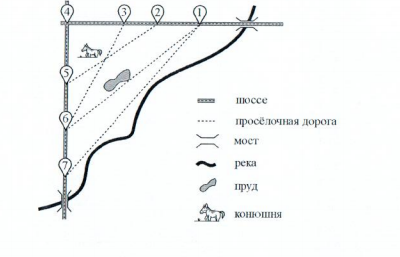 4 3 2 1
5
6
7
шоссе
просёлочная дорога
мост
река
пруд
конюшня